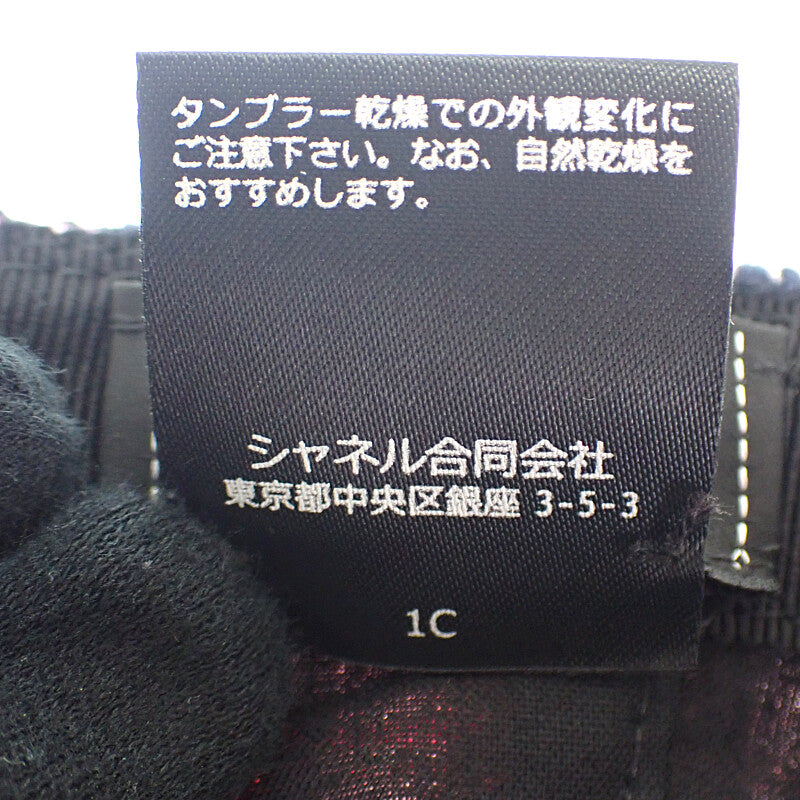 タンブラー乾燥での外観変化に
ご注意下さい。なお、自然乾燥を
おすすめします。
シャネル合同会社
東京都中央区銀座 3-5-3
1C